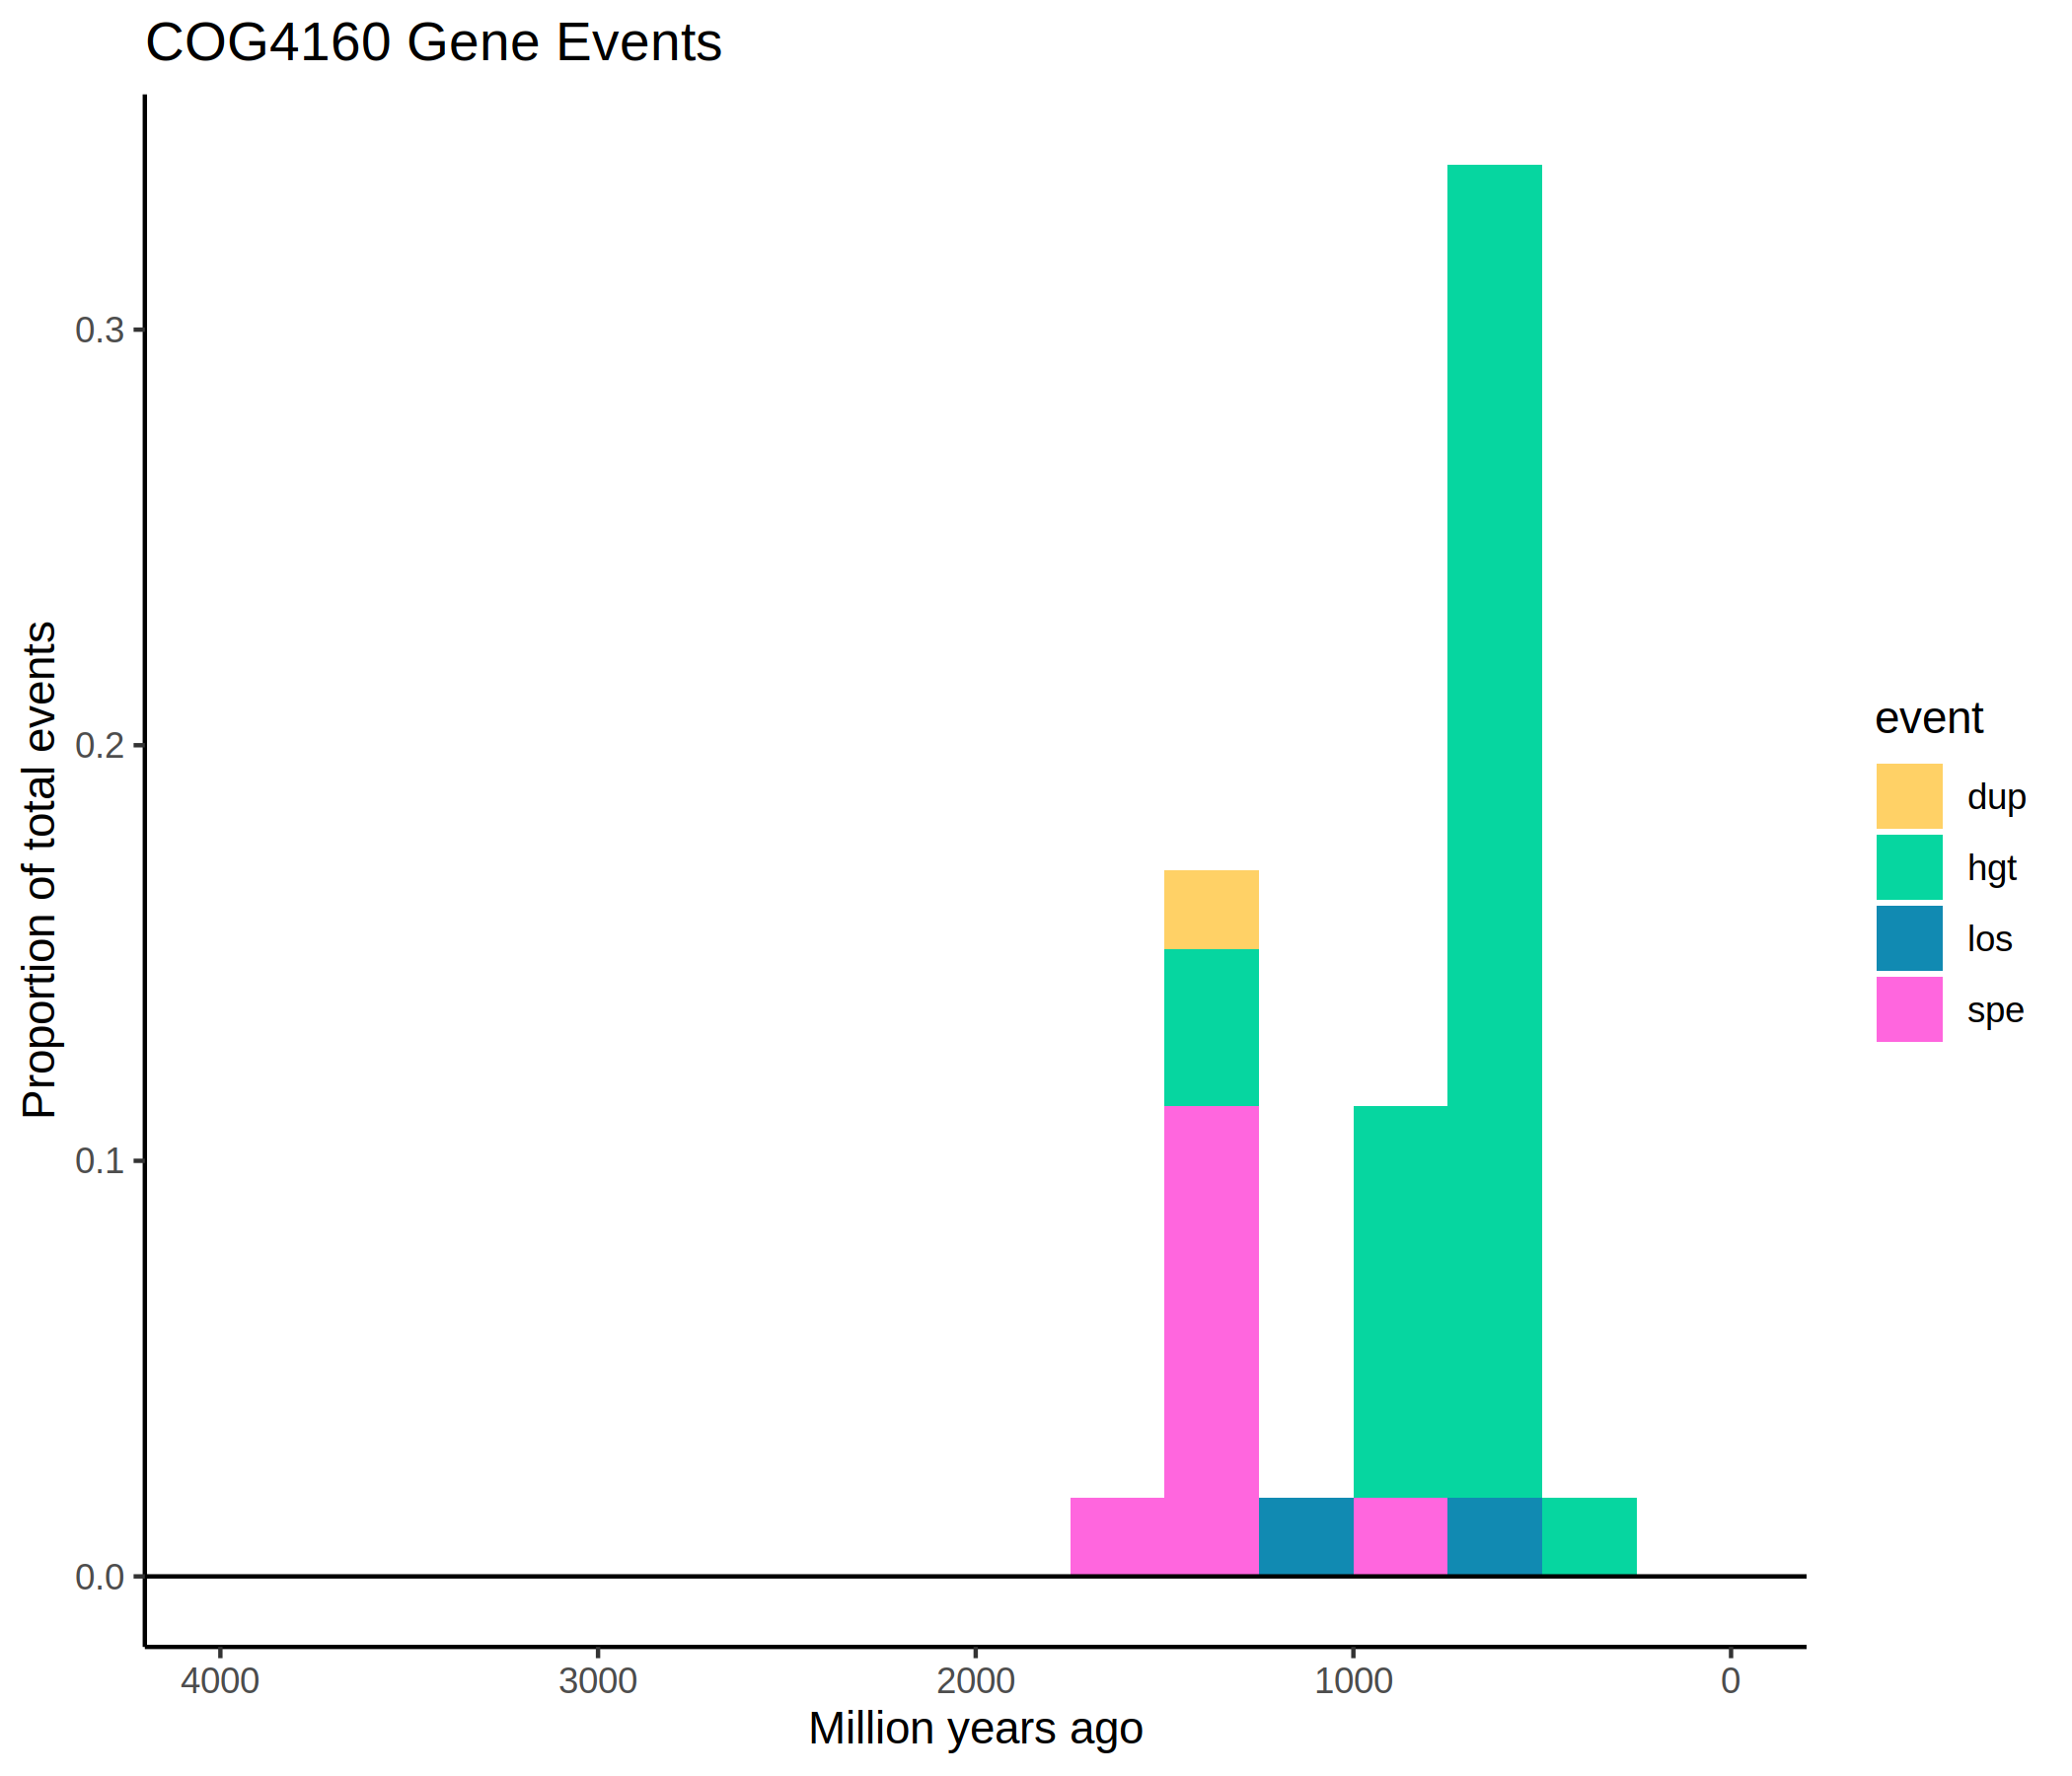 COG4160 Gene Events
Proportion of total events
0.3
0.2
0.1
0.0
4000 3000 2000 1000 0
Million years ago
event
dup
hgt
los
spe